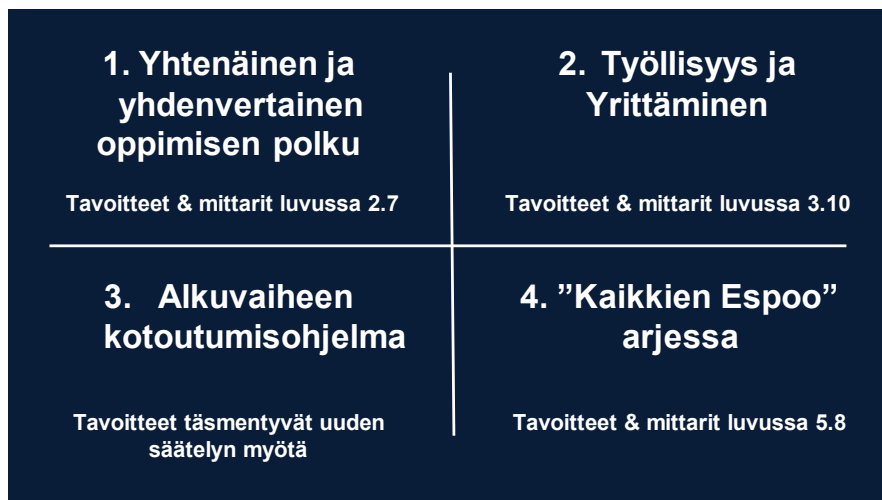 1. Yhtenäinen ja
yhdenvertainen
oppimisen polku
Tavoitteet & mittarit luvussa 2.7
2. Työllisyys ja
Yrittäminen
Tavoitteet & mittarit luvussa 3.10
3. Alkuvaiheen
kotoutumisohjelma
Tavoitteet täsmentyvät uuden
säätelyn myötä
4. ”Kaikkien Espoo”
arjessa
Tavoitteet & mittarit luvussa 5.8